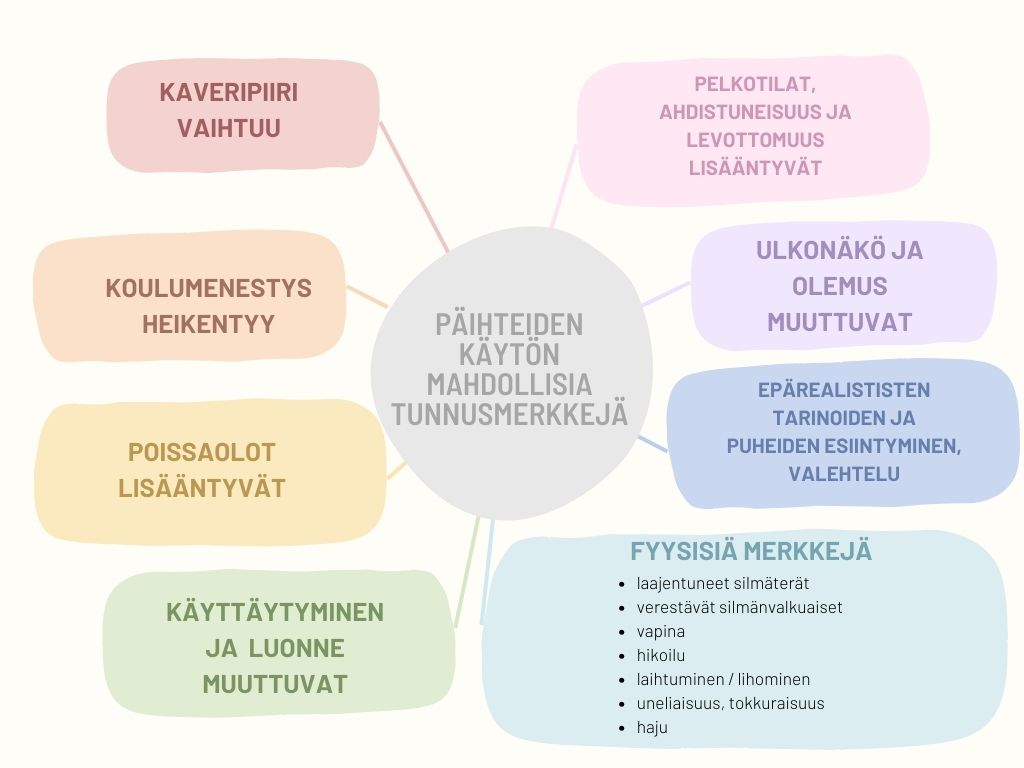 KAVERIPIIRI
VAIHTUU
KOULUMENESTYS
HEIKENTYY
POISSAOLOT
LISÄÄNTYVÄT
KÄYTTÄYTYMINEN
JA LUONNE
MUUTTUVAT
PÄIHTEIDEN
KÄYTÖN
MAHDOLLISIA
TUNNUSMERKKEJÄ
PELKOTILAT,
AHDISTUNEISUUS JA
LEVOTTOMUUS
LISÄÄNTYVÄT
ULKONÄKÖ JA
OLEMUS
MUUTTUVAT
EPÄREALISTISTEN
TARINOIDEN JA
PUHEIDEN ESIINTYMINEN,
VALEHTELU
FYYSISIÄ MERKKEJÄ
• laajentuneet silmäterät
• verestävät silmänvalkuaiset
• vapina
• hikoilu
• laihtuminen / lihominen
• uneliaisuus, tokkuraisuus
• haju